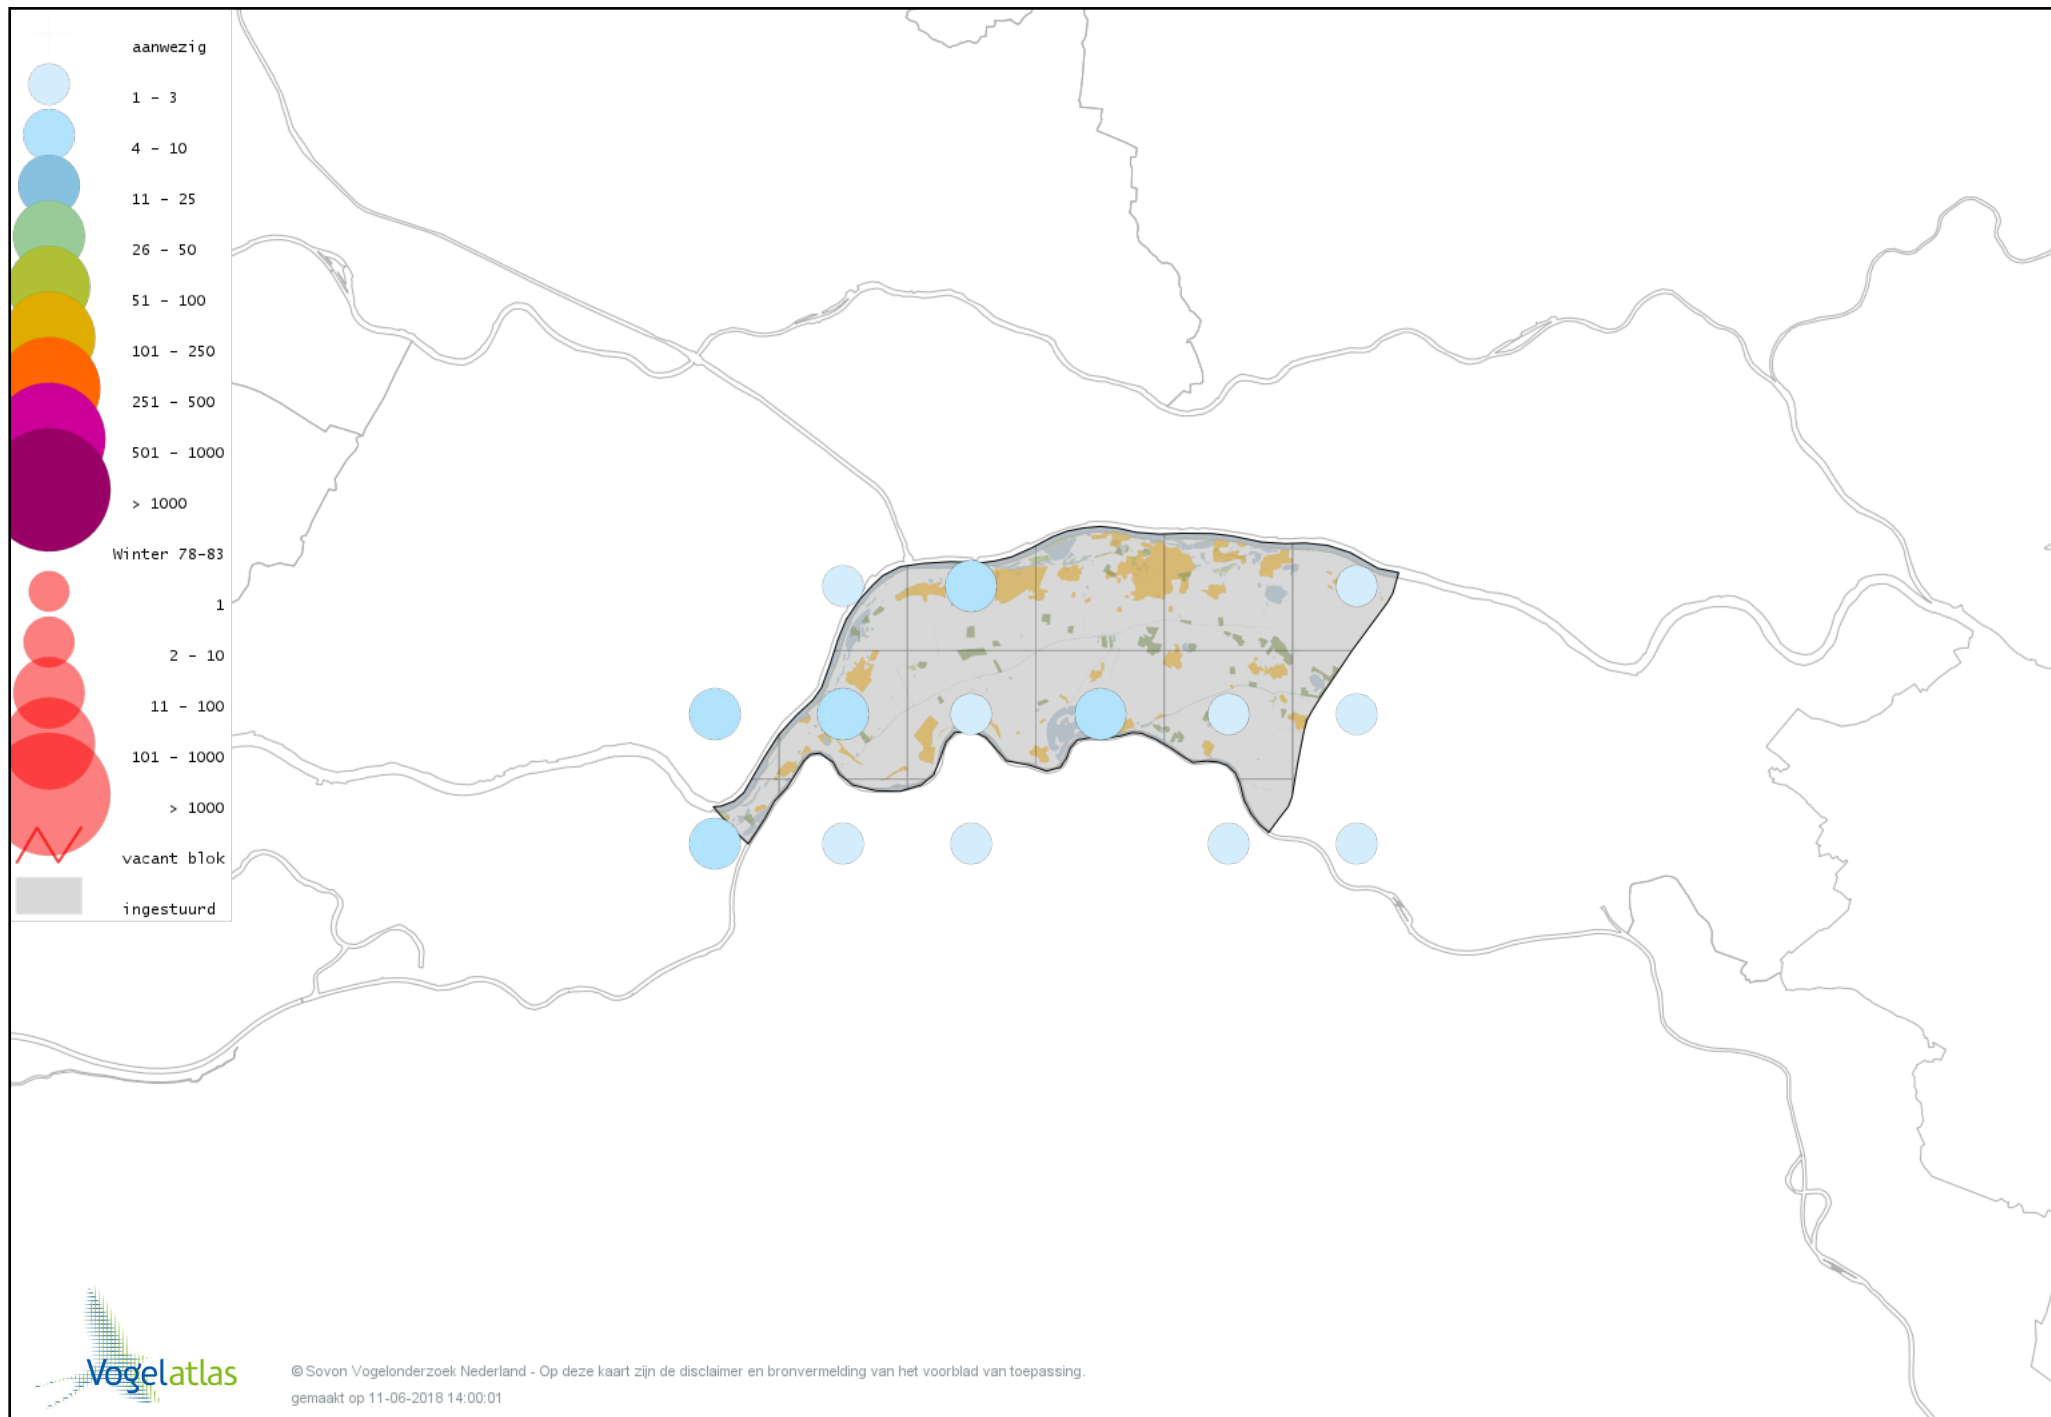 aanwezig
1 - 3
4 - 10
11 - 25
26 - 50
51 - 100
101 - 250
251 - 500
501 - 1000
> 1000
Winter 78-83
1
2 - 10
11 - 100
101 - 1000
> 1000
vacant blok
ingestuurd
Vogelatlas
© Sovon Vogelonderzoek Nederland - Op deze kaart zijn de disclaimer en bronvermelding van het voorblad van toepassing.
gemaakt op 11-06-2018 14:00:01